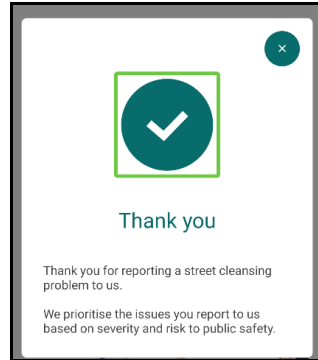 Thank you
Thank you for reporting a street cleansing
problem to us.
We prioritise the issues you report to us
based on severity and risk to public safety.